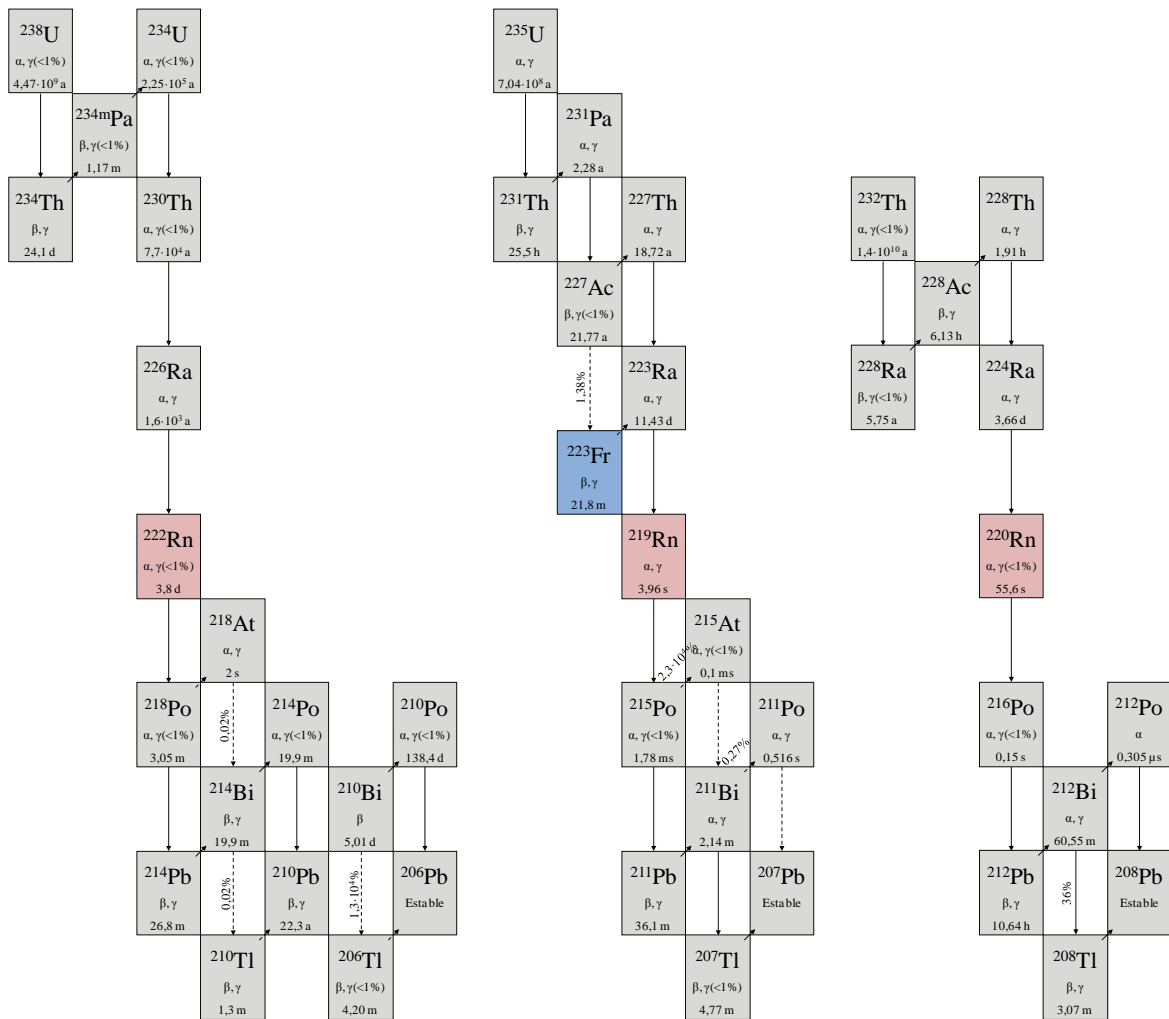 ²³⁸U
α, γ(<1%)
4,47·10⁹ a
²³⁴U
α, γ(<1%)
2,25·10⁵ a
²³⁴ᵐPa
β, γ(<1%)
1,17 m
²³⁴Th
β, γ
24,1 d
²³⁰Th
α, γ(<1%)
7,7·10⁴ a
²²⁶Ra
α, γ
1,6·10³ a
²²²Rn
α, γ(<1%)
3,8 d
²¹⁸At
α, γ
2 s
²¹⁸Po
α, γ(<1%)
3,05 m
0,02%
²¹⁴Po
α, γ(<1%)
19,9 m
²¹⁰Po
α, γ(<1%)
138,4 d
²¹⁴Bi
β, γ
19,9 m
²¹⁰Bi
β
5,01 d
²¹⁴Pb
β, γ
26,8 m
0,02%
²¹⁰Pb
β, γ
22,3 a
1,3·10⁴%
²⁰⁶Pb
Estable
²¹⁰Tl
β, γ
1,3 m
²⁰⁶Tl
β, γ(<1%)
4,20 m
²³⁵U
α, γ
7,04·10⁸ a
²³¹Pa
α, γ
2,28 a
²³¹Th
β, γ
25,5 h
²²⁷Th
α, γ
18,72 a
²²⁷Ac
β, γ(<1%)
21,77 a
1,38%
²²³Ra
α, γ
11,43 d
²²³Fr
β, γ
21,8 m
²¹⁹Rn
α, γ
3,96 s
²¹⁵At
α, γ(<1%)
0,1 ms
2,3·10⁴%
²¹⁵Po
α, γ(<1%)
1,78 ms
0,27%
²¹¹Po
α, γ
0,516 s
²¹¹Bi
α, γ
2,14 m
²¹¹Pb
β, γ
36,1 m
²⁰⁷Pb
Estable
²⁰⁷Tl
β, γ(<1%)
4,77 m
²³²Th
α, γ(<1%)
1,4·10¹⁰ a
²²⁸Th
α, γ
1,91 h
²²⁸Ac
β, γ
6,13 h
²²⁸Ra
β, γ(<1%)
5,75 a
²²⁴Ra
α, γ
3,66 d
²²⁰Rn
α, γ(<1%)
55,6 s
²¹⁶Po
α, γ(<1%)
0,15 s
²¹²Po
α
0,305 µs
²¹²Bi
α, γ
60,55 m
²¹²Pb
β, γ
10,64 h
36%
²⁰⁸Pb
Estable
²⁰⁸Tl
β, γ
3,07 m